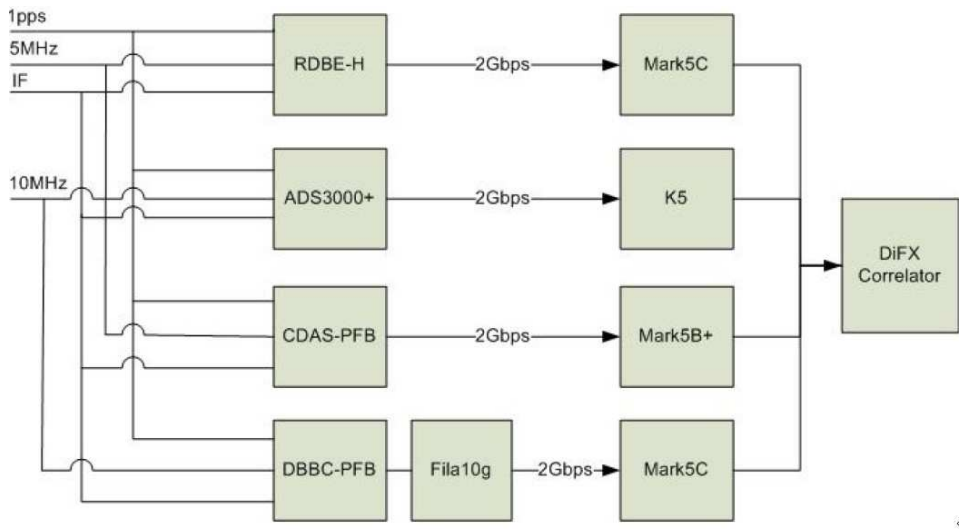 1pps
5MHz
IF
10MHz
RDBE-H
2Gbps
Mark5C
ADS3000+
2Gbps
K5
DiFX
Correlator
CDAS-PFB
2Gbps
Mark5B+
DBBC-PFB
Fila10g
2Gbps
Mark5C